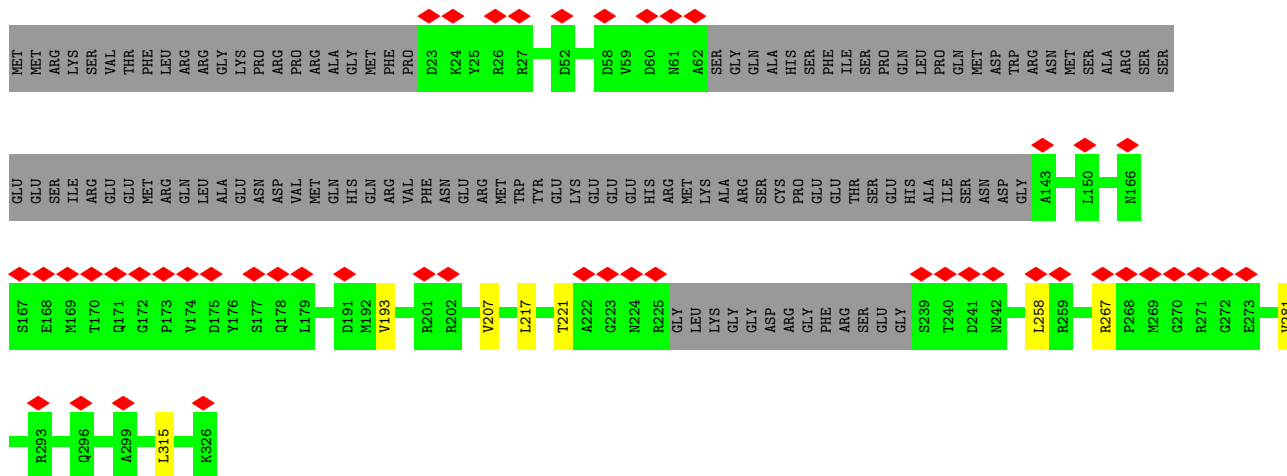 MET MET ARG LYS SER VAL THR PHE LEU ARG ARG GLY LYS PRO ARG PRO ARG ALA GLY MET PHE PRO D23 K24 Y25 R26 R27 D52 D58 V59 D60 N61 A62 SER GLY GLN ALA HIS SER PHE ILE SER PRO GLN LEU PRO GLN MET ASP TRP ARG ASN MET SER ALA ARG SER SER
GLU GLU SER ILE ARG GLU GLU MET ARG GLN LEU ALA GLU ASN ASP VAL MET GLN HIS GLN ARG VAL PHE ASN GLU ARG MET TRP TYR GLU LYS GLU GLU GLU HIS ARG MET LYS ALA ARG SER CYS PRO GLU GLU THR SER GLU HIS ALA ILE SER ASN ASP GLY A143 L150 N166
S167 E168 M169 T170 Q171 G172 P173 V174 D175 Y176 S177 Q178 L179 D191 M192 V193 R201 R202 V207 L217 T221 A222 G223 N224 R225 GLY LEU LYS GLY GLY ASP ARG GLY PHE ARG SER GLU GLY S239 T240 D241 N242 L258 R259 R267 P268 M269 G270 R271 G272 E273 V281
R293 Q296 A299 L315 K326